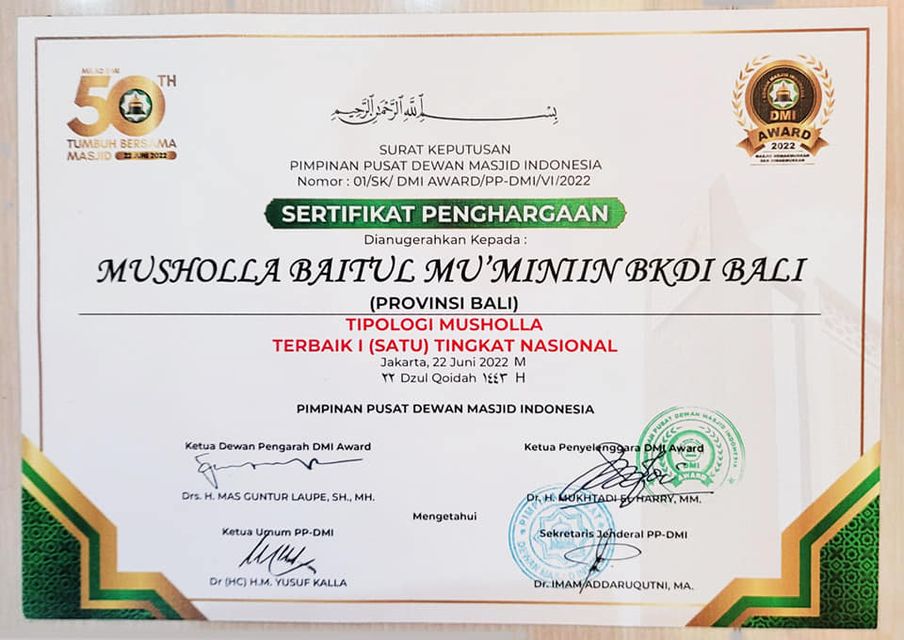 MILAD DMI
50TH
TUMBUH BERSAMA
MASJID 22 JUNI 2022
DMI
AWARD
2022
بسم الله الرحمن الرحيم
SURAT KEPUTUSAN
PIMPINAN PUSAT DEWAN MASJID INDONESIA
Nomor : 01/SK/ DMI AWARD/PP-DMI/VI/2022
SERTIFIKAT PENGHARGAAN
Dianugerahkan Kepada :
MUSHOLLA BAITUL MU'MINIIN BKDI BALI
(PROVINSI BALI)
TIPOLOGI MUSHOLLA
TERBAIK I (SATU) TINGKAT NASIONAL
Jakarta, 22 Juni 2022 M
٢٢ Dzul Qoidah ١٤٤٣ H
PIMPINAN PUSAT DEWAN MASJID INDONESIA
Ketua Dewan Pengarah DMI Award
Drs. H. MAS GUNTUR LAUPE, SH., MH.
Ketua Penyelenggara DMI Award
Dr. H. MUKHTADI EL HARRY, MM.
Mengetahui
Ketua Umum PP-DMI
Dr (HC) H.M. YUSUF KALLA
Sekretaris Jenderal PP-DMI
Dr. IMAM ADDARUQUTNI, MA.